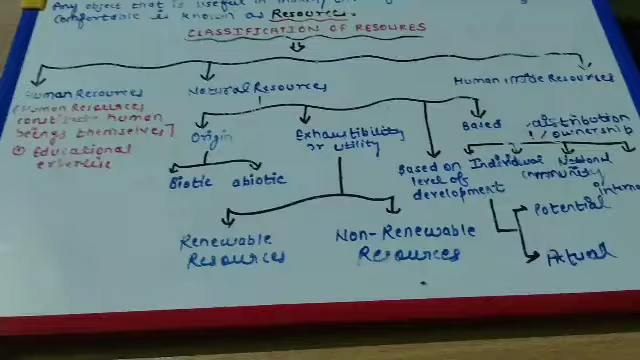 Any object that is useful in
comfortable is known as Resources.
CLASSIFICATION OF RESOURES
Human Resources
Natural Resources
Human made Resources
(Human Resources
constitute human
beings themselves]
Educational
expertise
Origin
Exhaustibility
or utility
Based on
level of
development
Based distribution
/ ownership
Biotic abiotic
Individual community National
Renewable
Resources
Non-Renewable
Resources
Potential
Actual